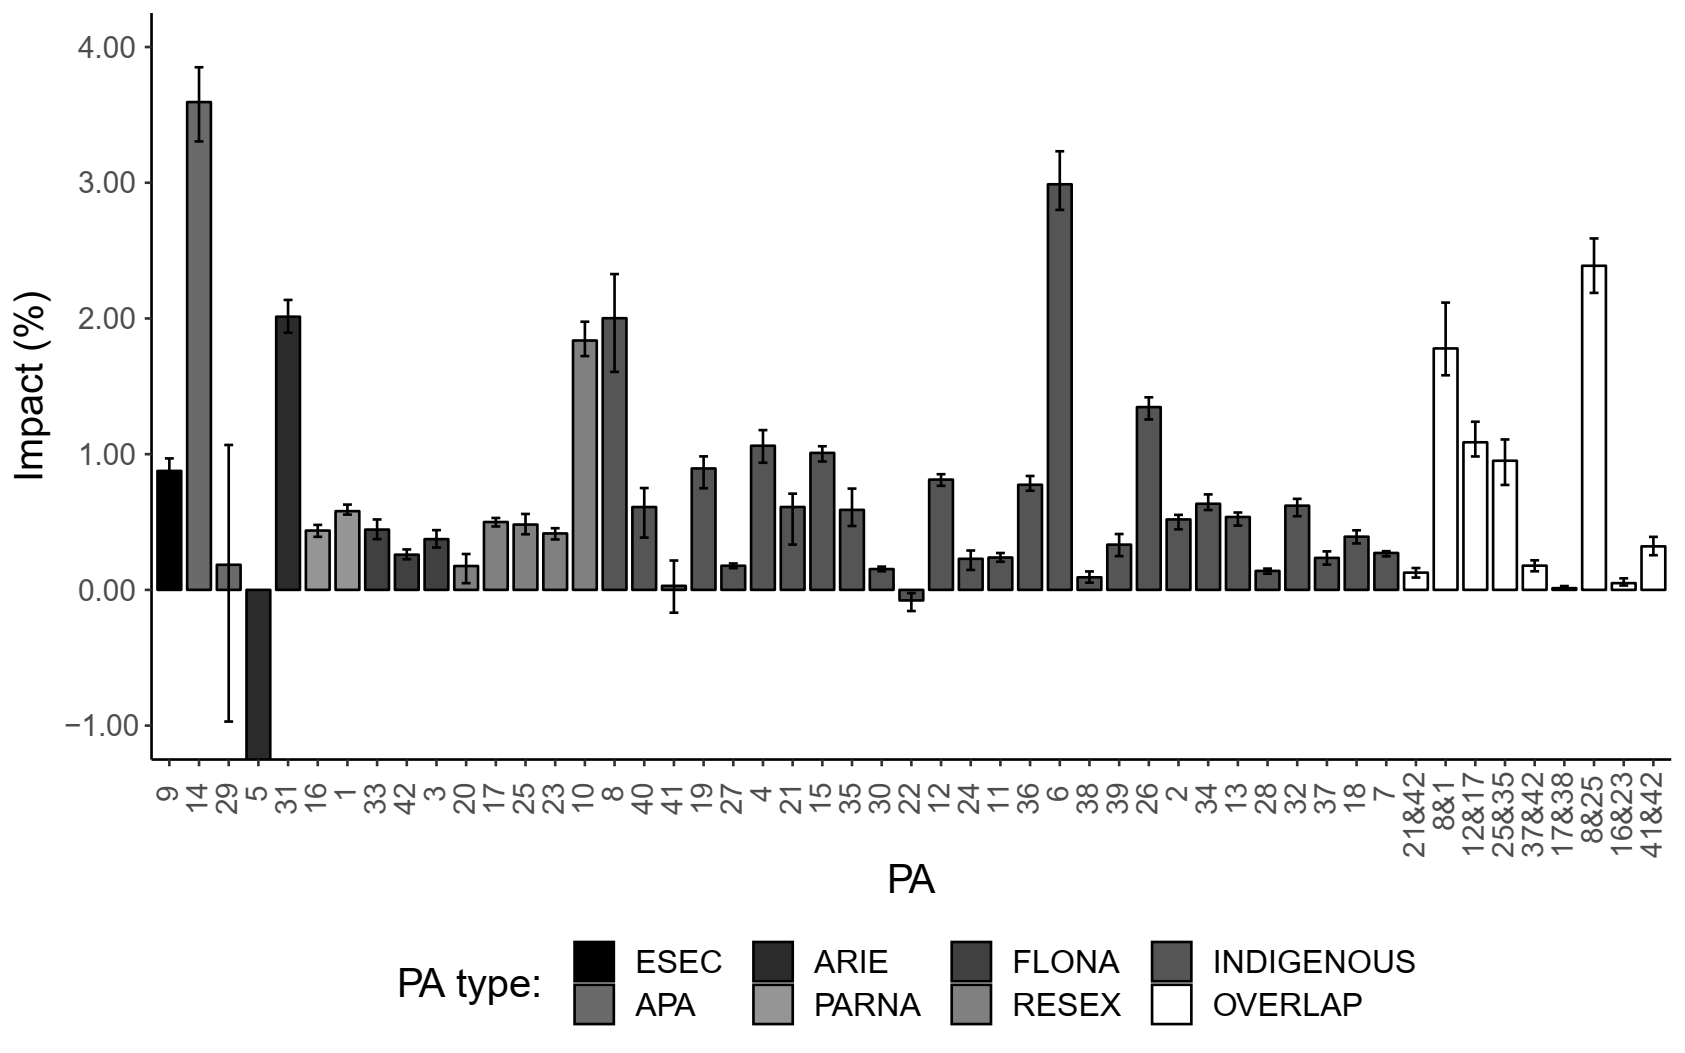 Impact (%)
4.00
3.00
2.00
1.00
0.00
−1.00
9 14 29 5 31 16 1 33 42 3 20 17 25 23 10 8 40 41 19 27 4 21 15 35 30 22 12 24 11 36 6 38 39 26 2 34 13 28 32 37 18 7 21&42 8&1 12&17 25&35 37&42 17&38 8&25 16&23 41&42
PA
PA type:
ESEC ARIE FLONA INDIGENOUS
APA PARNA RESEX OVERLAP